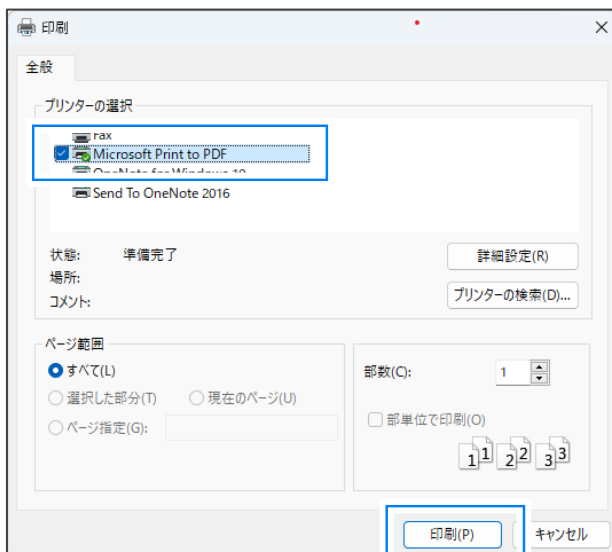 印刷
全般
プリンターの選択
Fax
Microsoft Print to PDF
OneNote for Windows 10
Send To OneNote 2016
状態: 準備完了
場所:
コメント:
詳細設定(R)
プリンターの検索(D)...
ページ範囲
すべて(L)
選択した部分(T) 現在のページ(U)
ページ指定(G):
部数(C): 1
部単位で印刷(O)
1 1 2 2 3 3
印刷(P) キャンセル